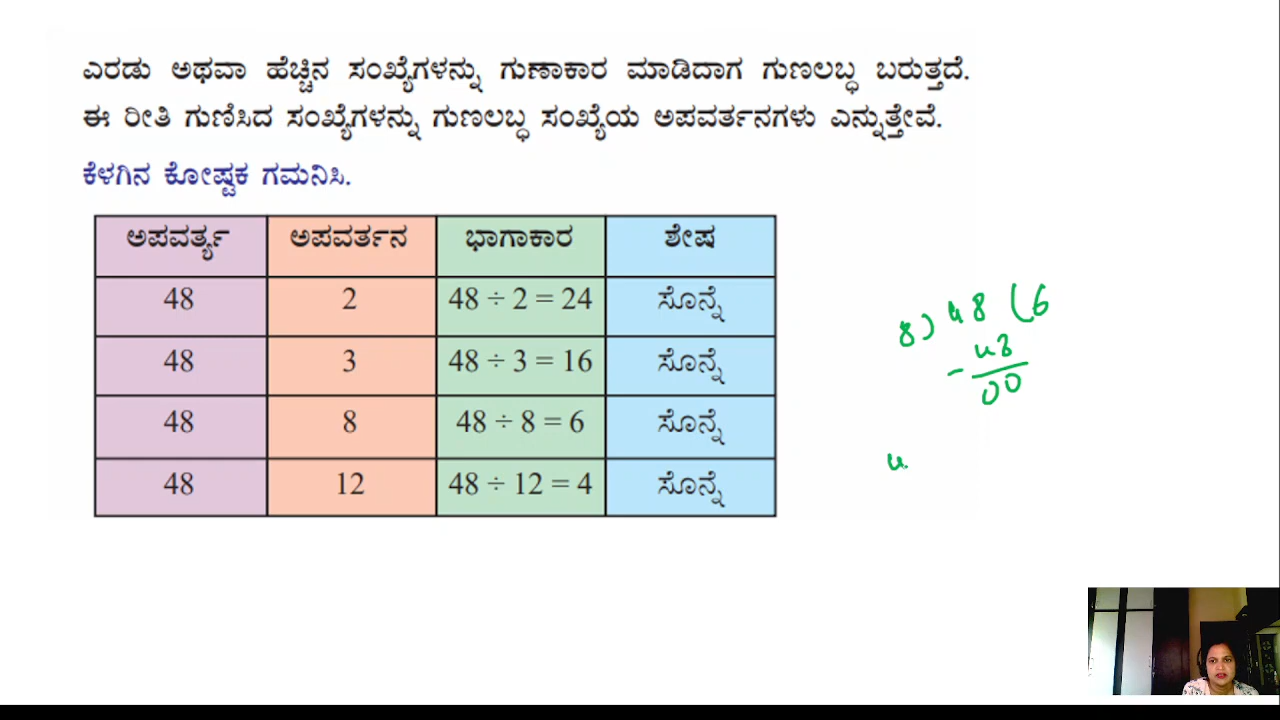 ಎರಡು ಅಥವಾ ಹೆಚ್ಚಿನ ಸಂಖ್ಯೆಗಳನ್ನು ಗುಣಾಕಾರ ಮಾಡಿದಾಗ ಗುಣಲಬ್ಧ ಬರುತ್ತದೆ.
ಈ ರೀತಿ ಗುಣಿಸಿದ ಸಂಖ್ಯೆಗಳನ್ನು ಗುಣಲಬ್ಧ ಸಂಖ್ಯೆಯ ಅಪವರ್ತನಗಳು ಎನ್ನುತ್ತೇವೆ.
ಕೆಳಗಿನ ಕೋಷ್ಟಕ ಗಮನಿಸಿ.
ಅಪವರ್ತ್ಯ ಅಪವರ್ತನ ಭಾಗಾಕಾರ ಶೇಷ
48 2 48 ÷ 2 = 24 ಸೊನ್ನೆ
48 3 48 ÷ 3 = 16 ಸೊನ್ನೆ
48 8 48 ÷ 8 = 6 ಸೊನ್ನೆ
48 12 48 ÷ 12 = 4 ಸೊನ್ನೆ
8 ) 48 ( 6
- 48
00
4